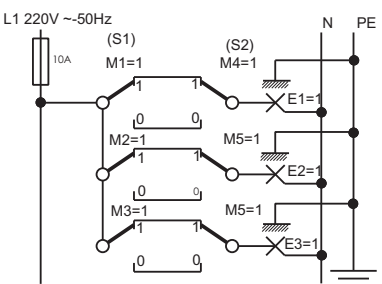 L1 220V ~-50Hz
N PE
(S1) (S2)
10A
M1=1 M4=1
1 1
E1=1
0 0
M2=1 M5=1
1 1
E2=1
0 0
M3=1 M5=1
1 1
E3=1
0 0